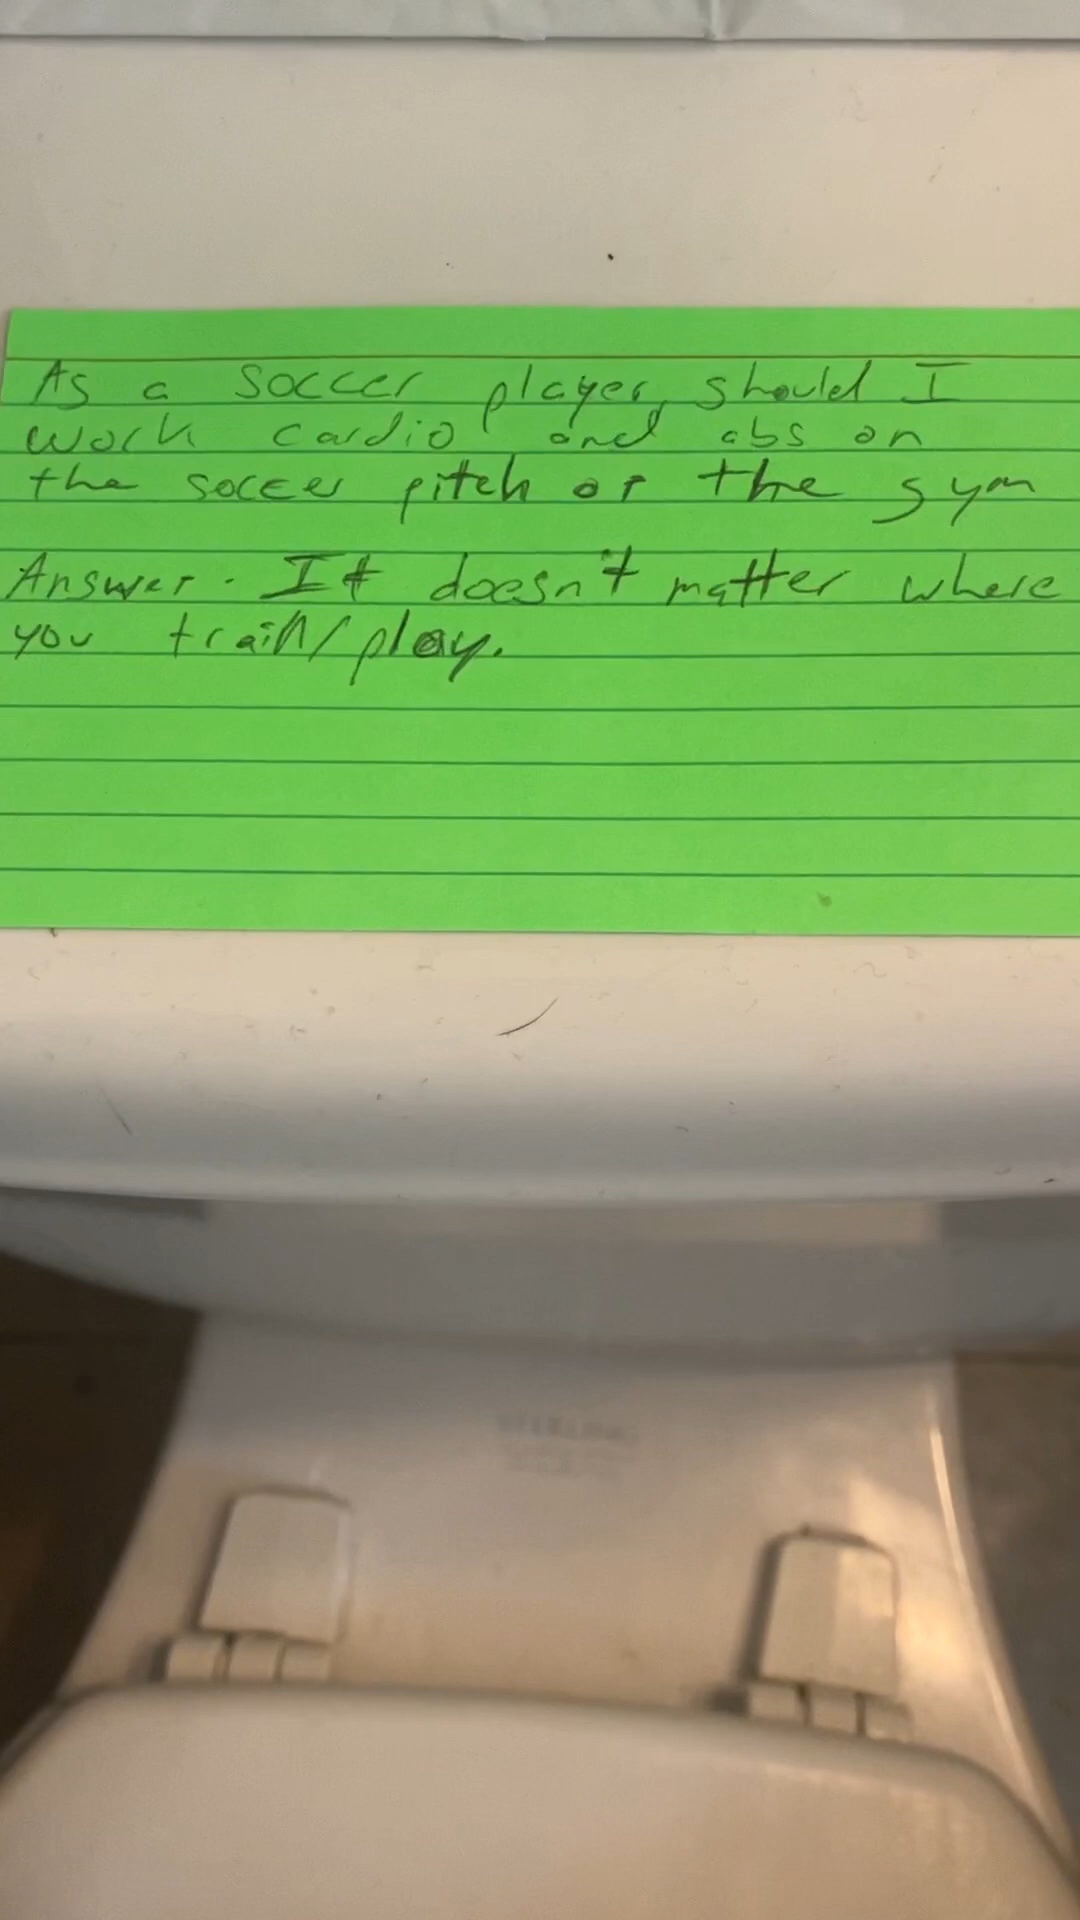 As a soccer player, should I
work cardio and abs on
the soccer pitch or the gym
Answer. It doesn't matter where
you train/play.